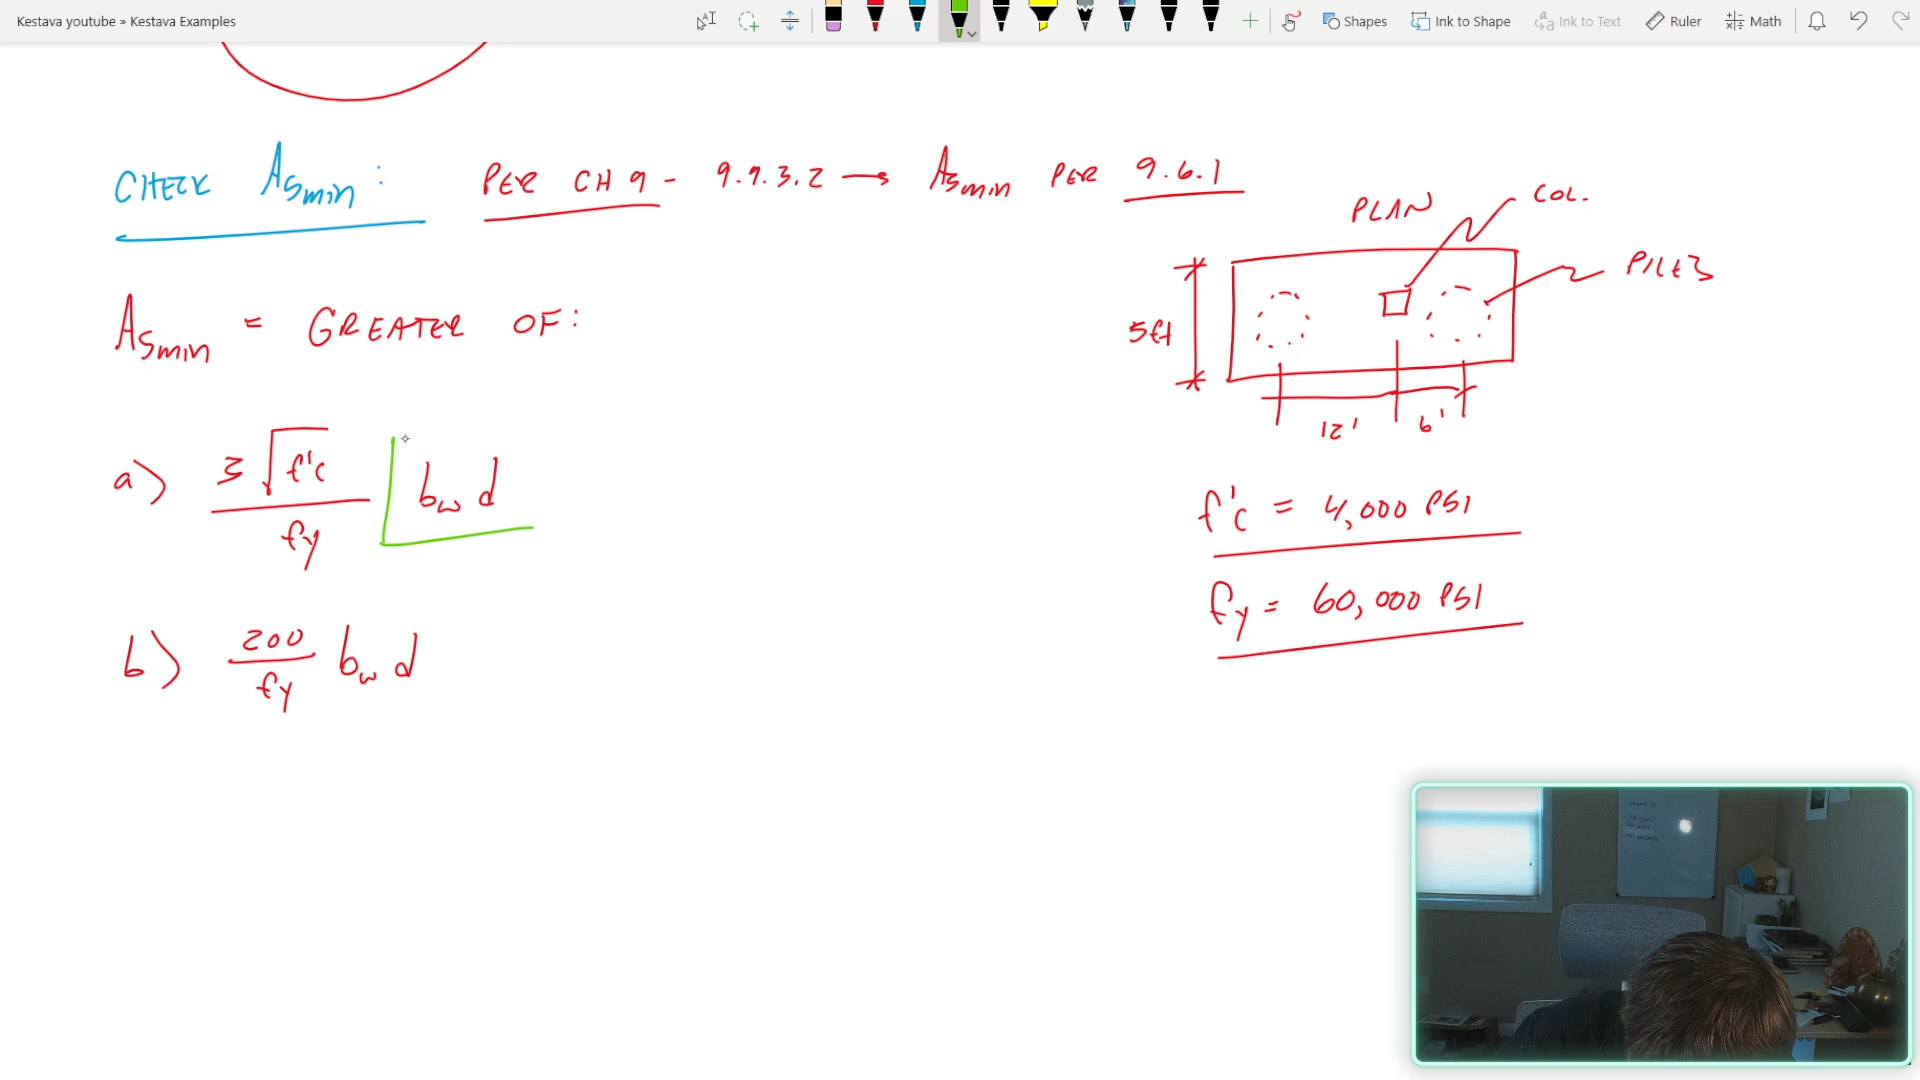 Kestava youtube » Kestava Examples
Shapes
Ink to Shape
Ink to Text
Ruler
Math
CHECK Asmin: PER CH 9 - 9.9.3.2 → Asmin PER 9.6.1
PLAN
COL.
PILES
5ft
12'
6'
Asmin = GREATER OF:
a) 3√f'c / fy bw d
b) 200 / fy bw d
f'c = 4,000 PSI
fy = 60,000 PSI